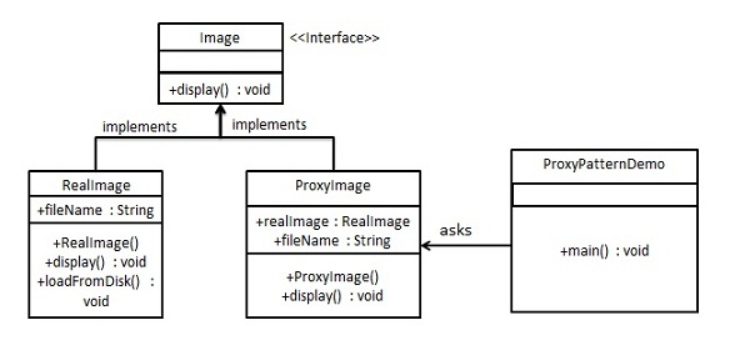 Image <<Interface>>
+display() : void
implements
implements
RealImage
+fileName : String
+RealImage()
+display() : void
+loadFromDisk() :
void
ProxyImage
+realImage : RealImage
+fileName : String
+ProxyImage()
+display() : void
asks
ProxyPatternDemo
+main() : void